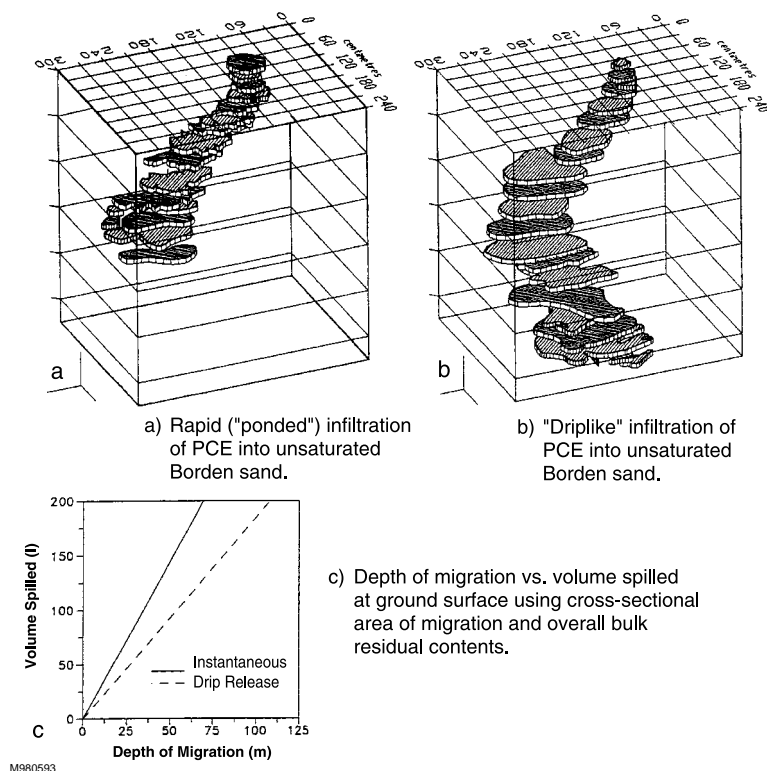 300 240 180 120 60 0
0 60 120 180 240
centimetres
a
300 240 180 120 60 0
0 60 120 180 240
centimetres
b
a) Rapid ("ponded") infiltration
of PCE into unsaturated
Borden sand.
b) "Driplike" infiltration of
PCE into unsaturated
Borden sand.
Volume Spilled (l)
200
150
100
50
0
Instantaneous
Drip Release
0 25 50 75 100 125
Depth of Migration (m)
c
c) Depth of migration vs. volume spilled
at ground surface using cross-sectional
area of migration and overall bulk
residual contents.
M980593